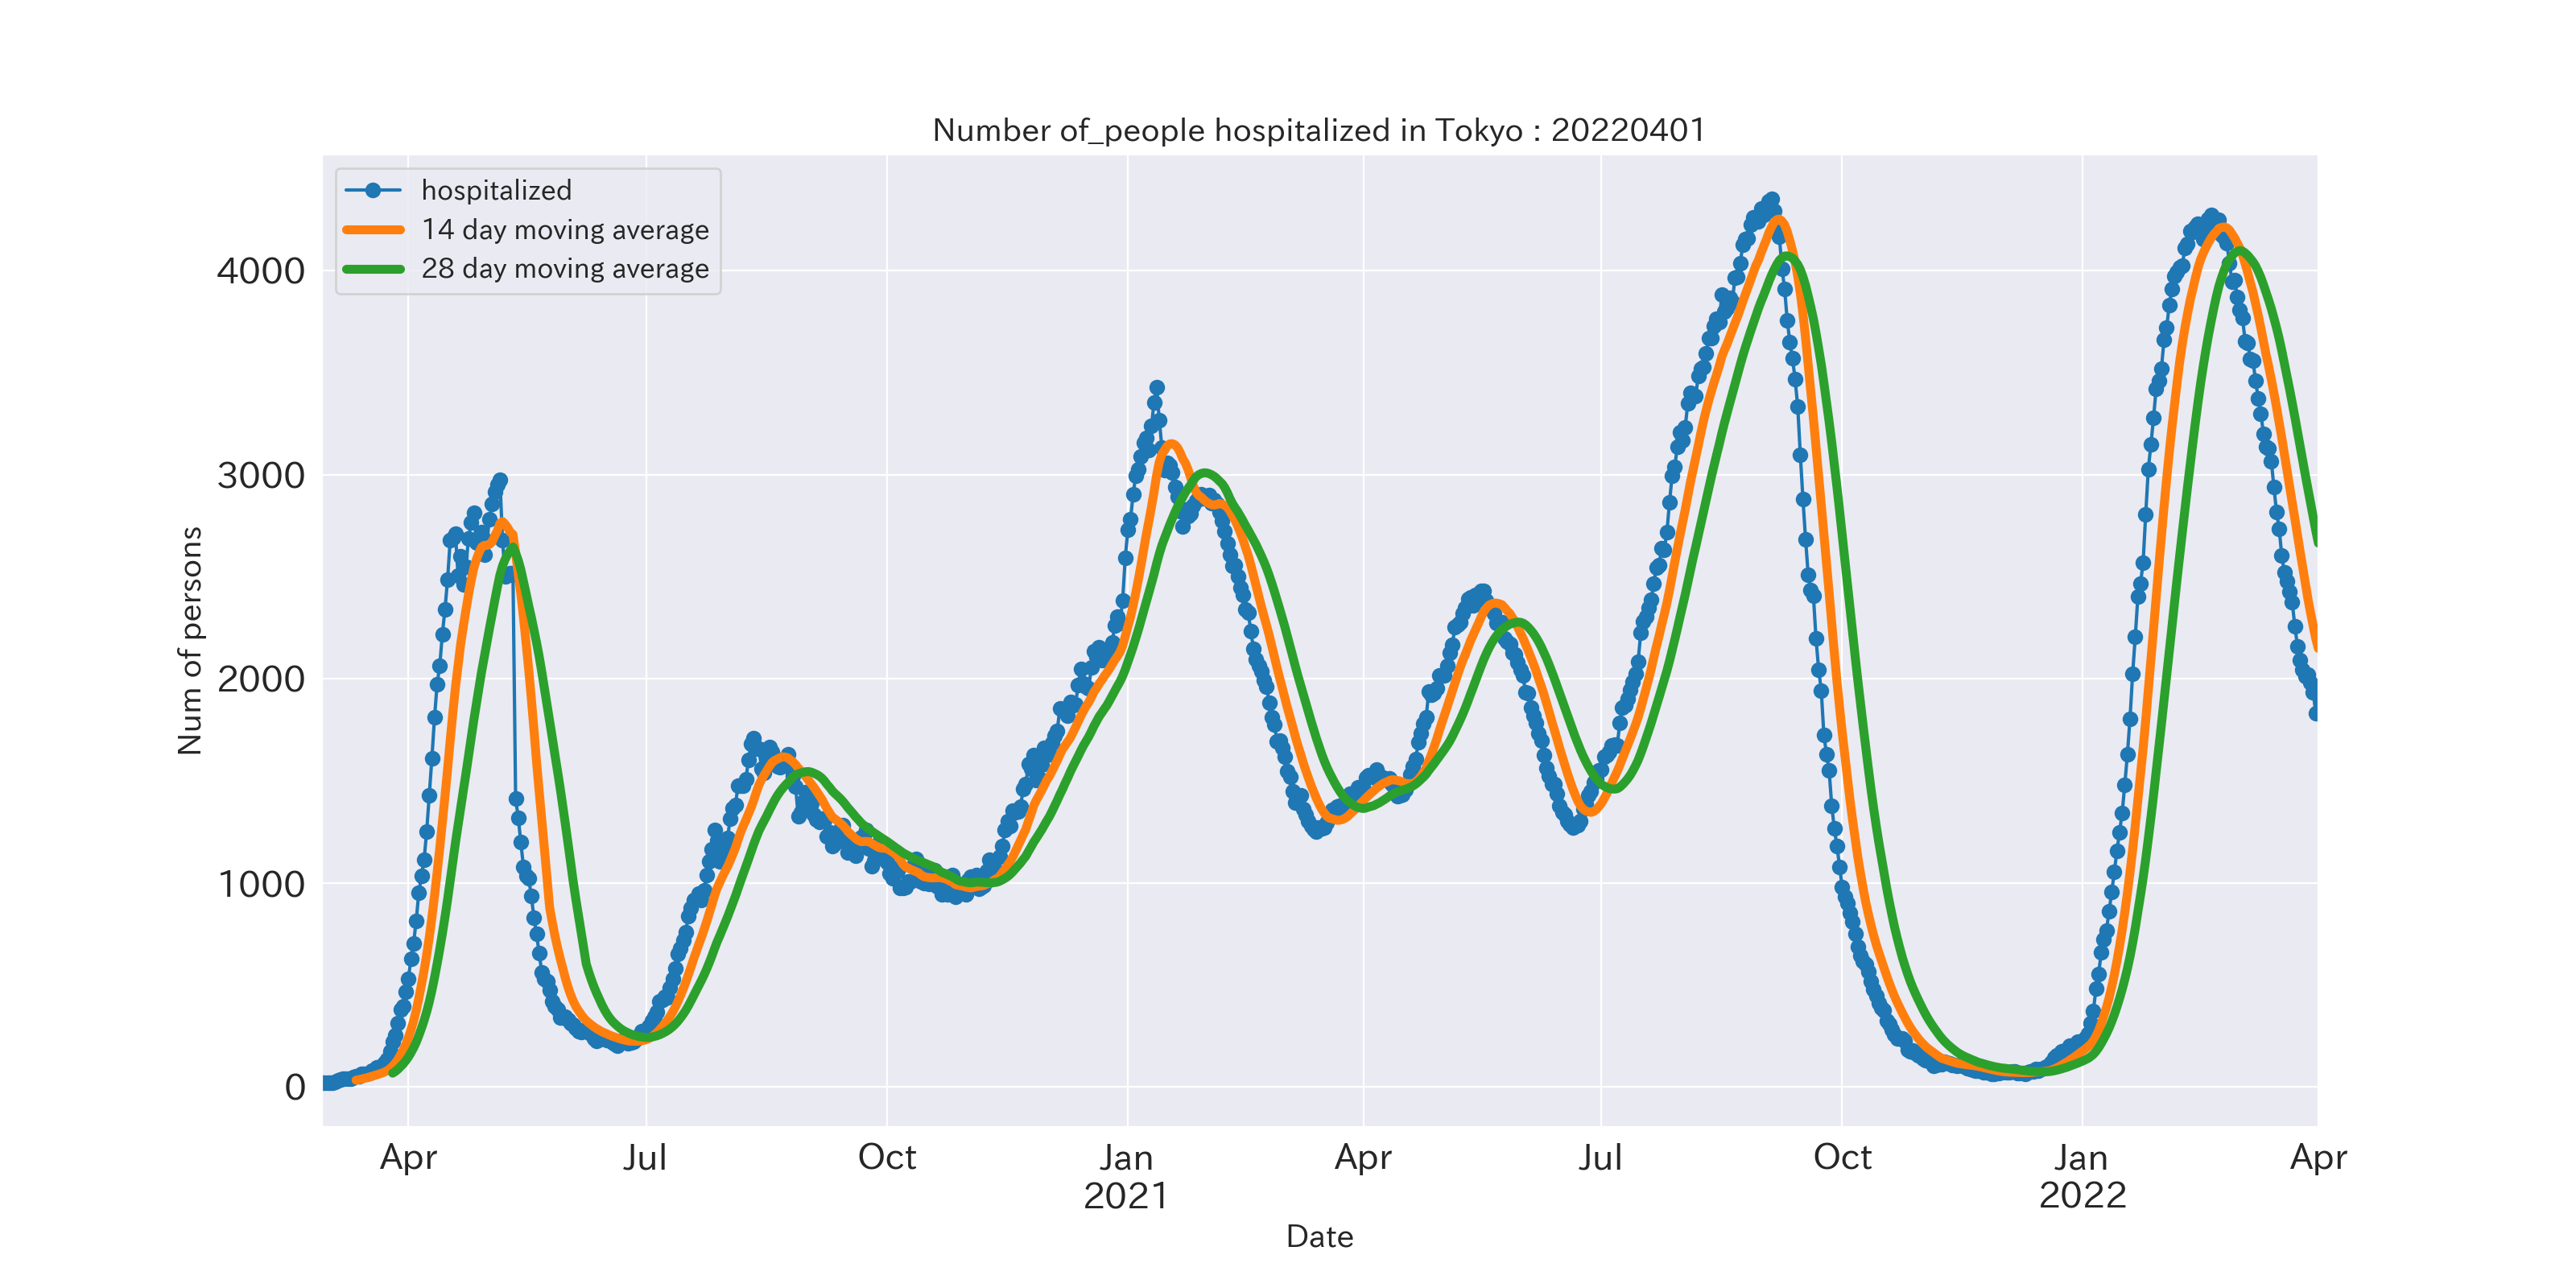 Number of_people hospitalized in Tokyo : 20220401
hospitalized
14 day moving average
28 day moving average
Num of persons
4000
3000
2000
1000
0
Apr Jul Oct Jan Apr Jul Oct Jan Apr
2021 2022
Date